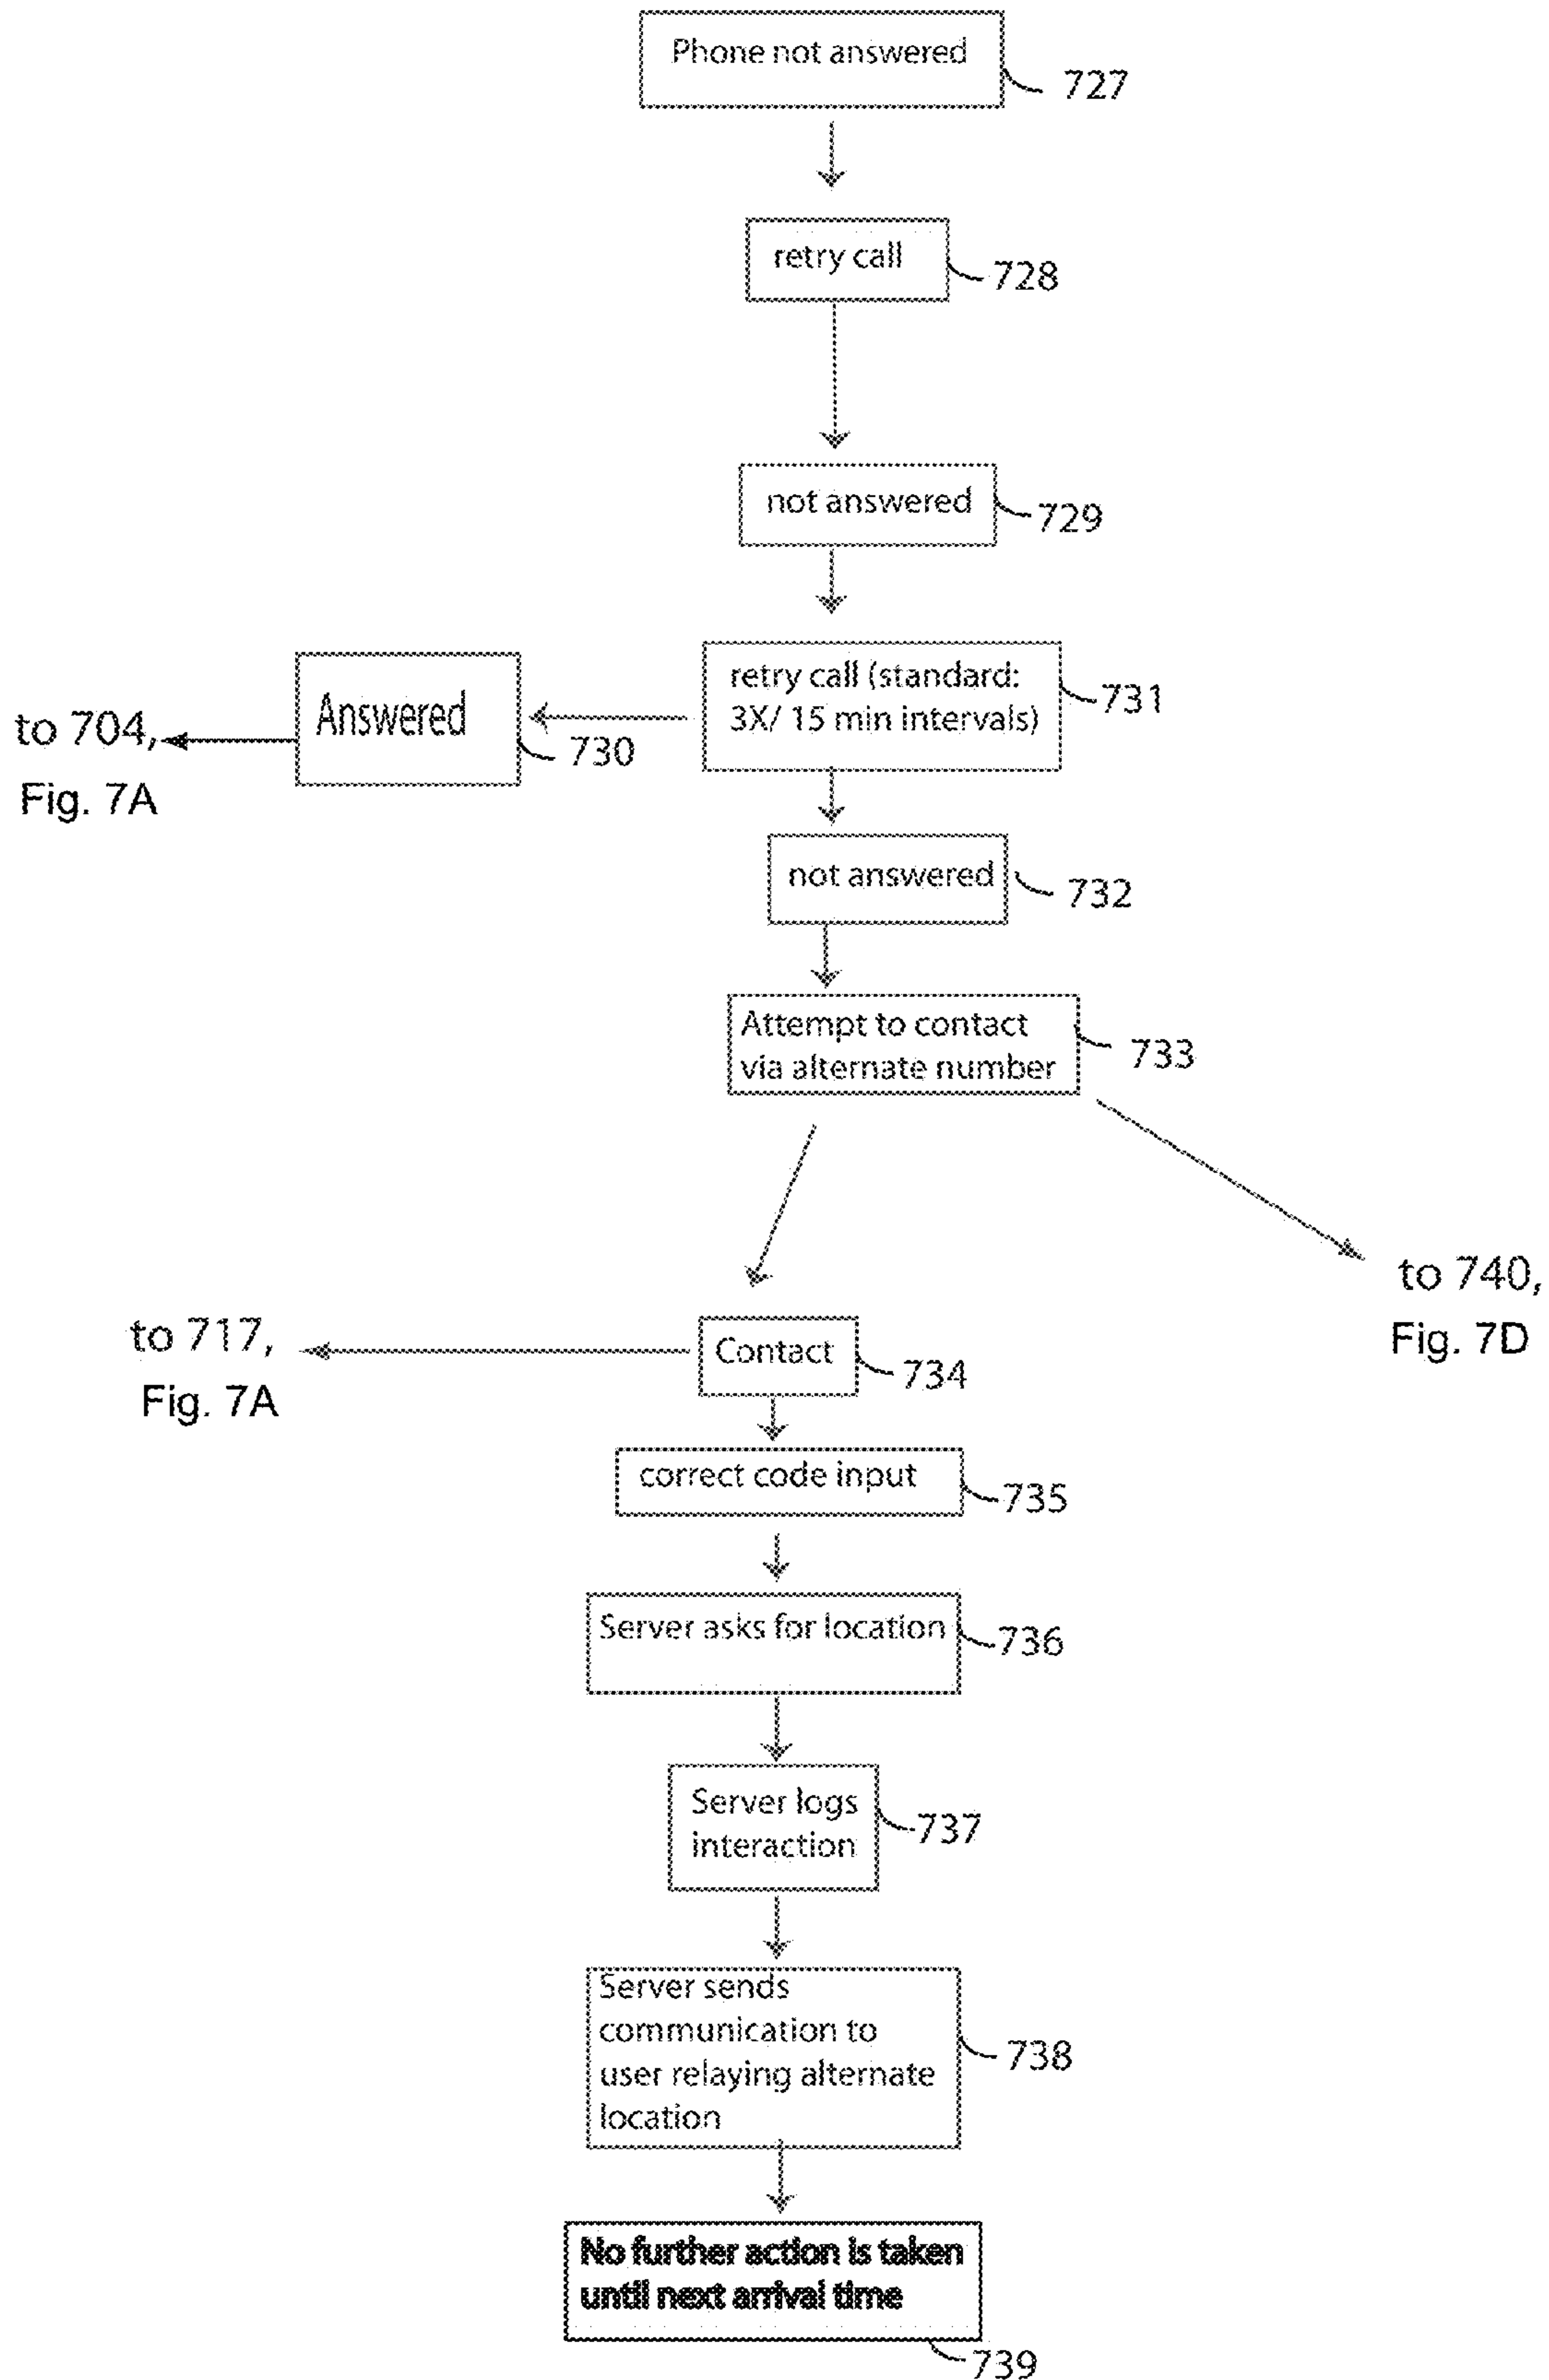 Phone not answered
727
retry call
728
not answered
729
retry call (standard:
3X/ 15 min intervals)
731
Answered
730
to 704,
Fig. 7A
not answered
732
Attempt to contact
via alternate number
733
to 740,
Fig. 7D
to 717,
Fig. 7A
Contact
734
correct code input
735
Server asks for location
736
Server logs
interaction
737
Server sends
communication to
user relaying alternate
location
738
No further action is taken
until next arrival time
739